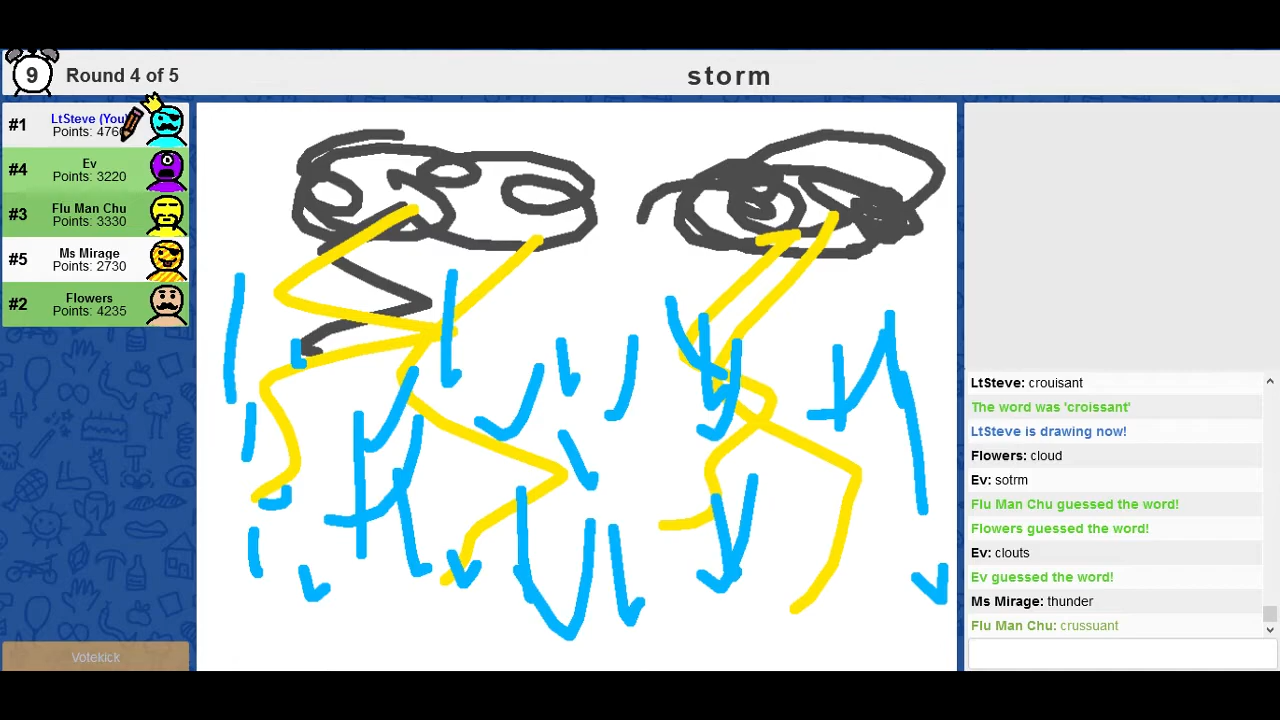 9
Round 4 of 5
storm
#1
LtSteve (You
Points: 4760
#4
Ev
Points: 3220
#3
Flu Man Chu
Points: 3330
#5
Ms Mirage
Points: 2730
#2
Flowers
Points: 4235
Votekick
LtSteve: crouisant
The word was 'croissant'
LtSteve is drawing now!
Flowers: cloud
Ev: sotrm
Flu Man Chu guessed the word!
Flowers guessed the word!
Ev: clouts
Ev guessed the word!
Ms Mirage: thunder
Flu Man Chu: crussuant